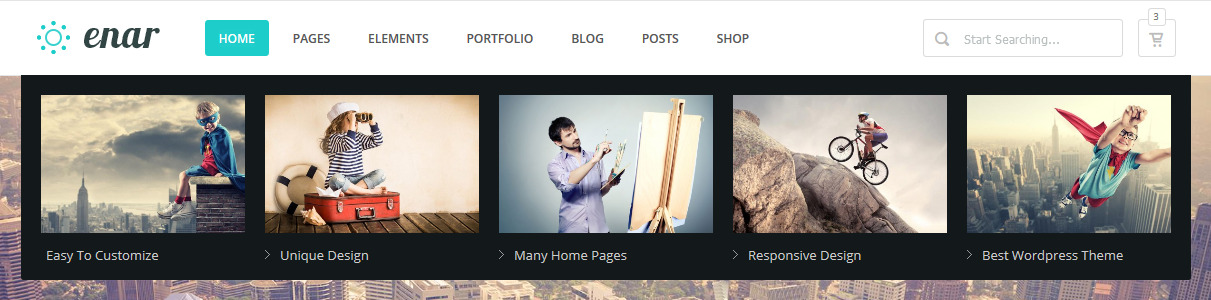 enar
HOME
PAGES
ELEMENTS
PORTFOLIO
BLOG
POSTS
SHOP
Start Searching...
3
Easy To Customize
Unique Design
Many Home Pages
Responsive Design
Best Wordpress Theme